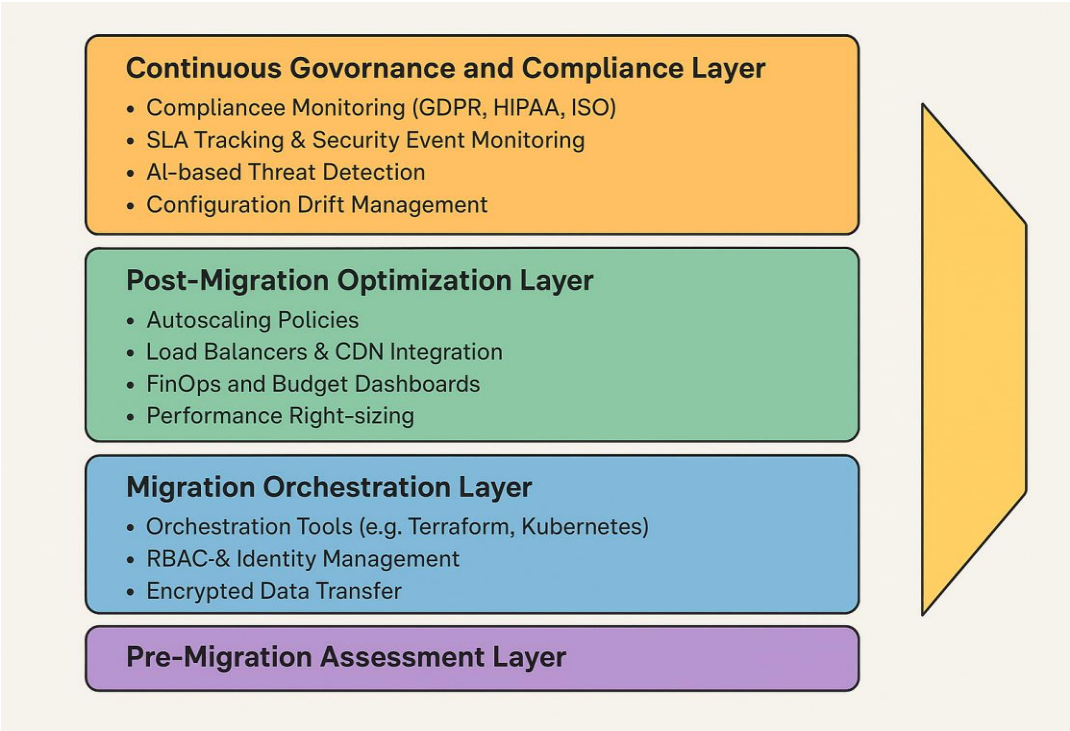 Continuous Govornance and Compliance Layer
• Compliancee Monitoring (GDPR, HIPAA, ISO)
• SLA Tracking & Security Event Monitoring
• Al-based Threat Detection
• Configuration Drift Management
Post-Migration Optimization Layer
• Autoscaling Policies
• Load Balancers & CDN Integration
• FinOps and Budget Dashboards
• Performance Right-sizing
Migration Orchestration Layer
• Orchestration Tools (e.g. Terraform, Kubernetes)
• RBAC-& Identity Management
• Encrypted Data Transfer
Pre-Migration Assessment Layer